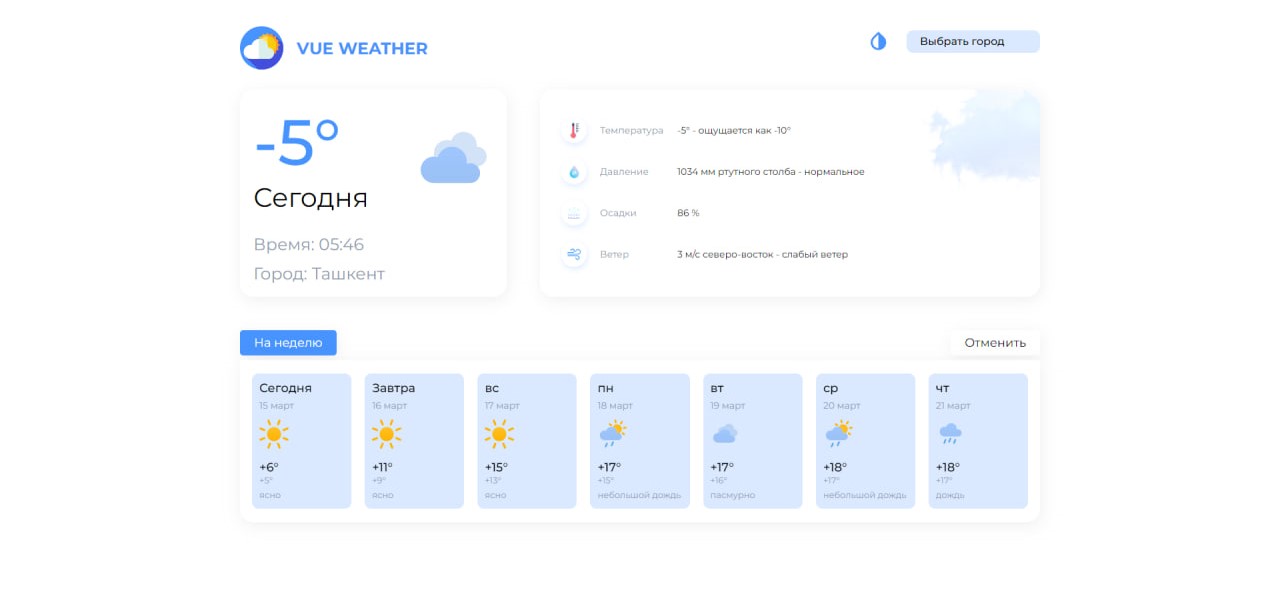 VUE WEATHER
Выбрать город
-5°
Сегодня
Время: 05:46
Город: Ташкент
Температура -5° - ощущается как -10°
Давление 1034 мм ртутного столба - нормальное
Осадки 86 %
Ветер 3 м/с северо-восток - слабый ветер
На неделю
Отменить
Сегодня
15 март
+6°
+5°
ясно
Завтра
16 март
+11°
+9°
ясно
вс
17 март
+15°
+13°
ясно
пн
18 март
+17°
+15°
небольшой дождь
вт
19 март
+17°
+16°
пасмурно
ср
20 март
+18°
+17°
небольшой дождь
чт
21 март
+18°
+17°
дождь